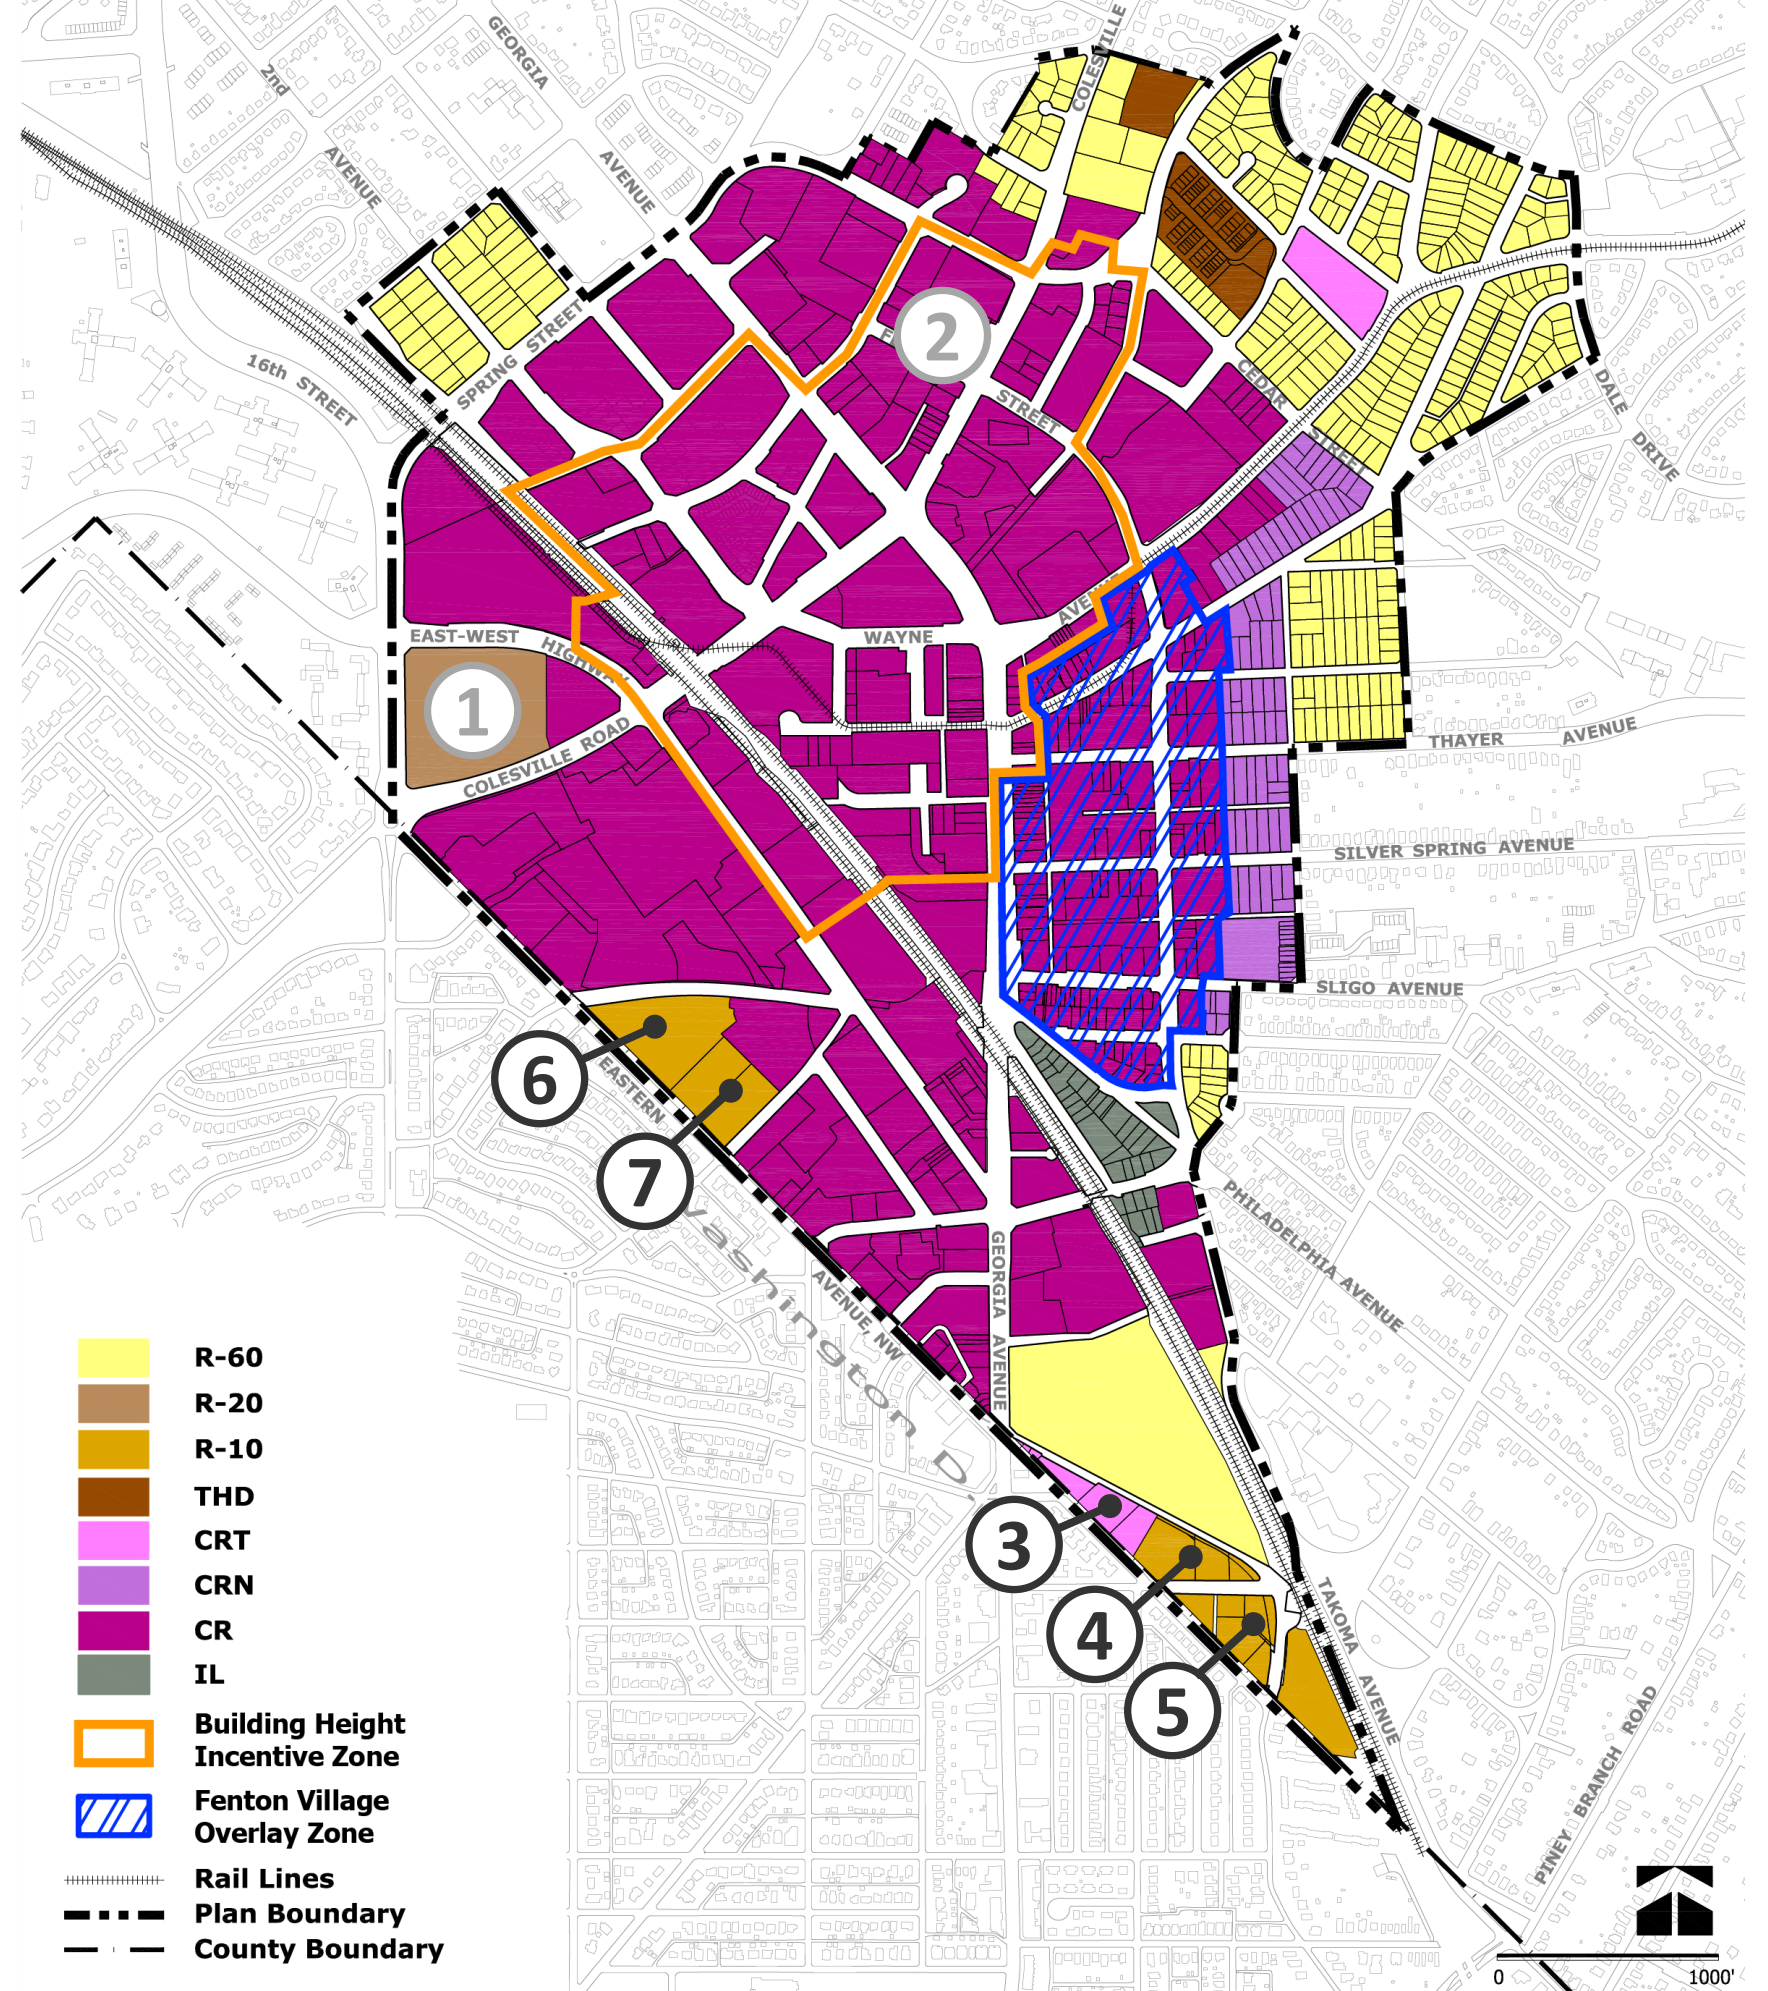 GEORGIA
AVENUE
2nd
AVENUE
COLESVILLE
16th STREET
SPRING STREET
2
STREET
CEDAR
STREET
DALE
DRIVE
EAST-WEST
HIGHWAY
WAYNE
AVENUE
1
COLESVILLE ROAD
THAYER AVENUE
SILVER SPRING AVENUE
SLIGO AVENUE
6
7
EASTERN
AVENUE, NW
Washington D.
PHILADELPHIA AVENUE
GEORGIA AVENUE
3
4
5
TAKOMA AVENUE
PINEY BRANCH ROAD
R-60
R-20
R-10
THD
CRT
CRN
CR
IL
Building Height
Incentive Zone
Fenton Village
Overlay Zone
Rail Lines
Plan Boundary
County Boundary
0 1000'